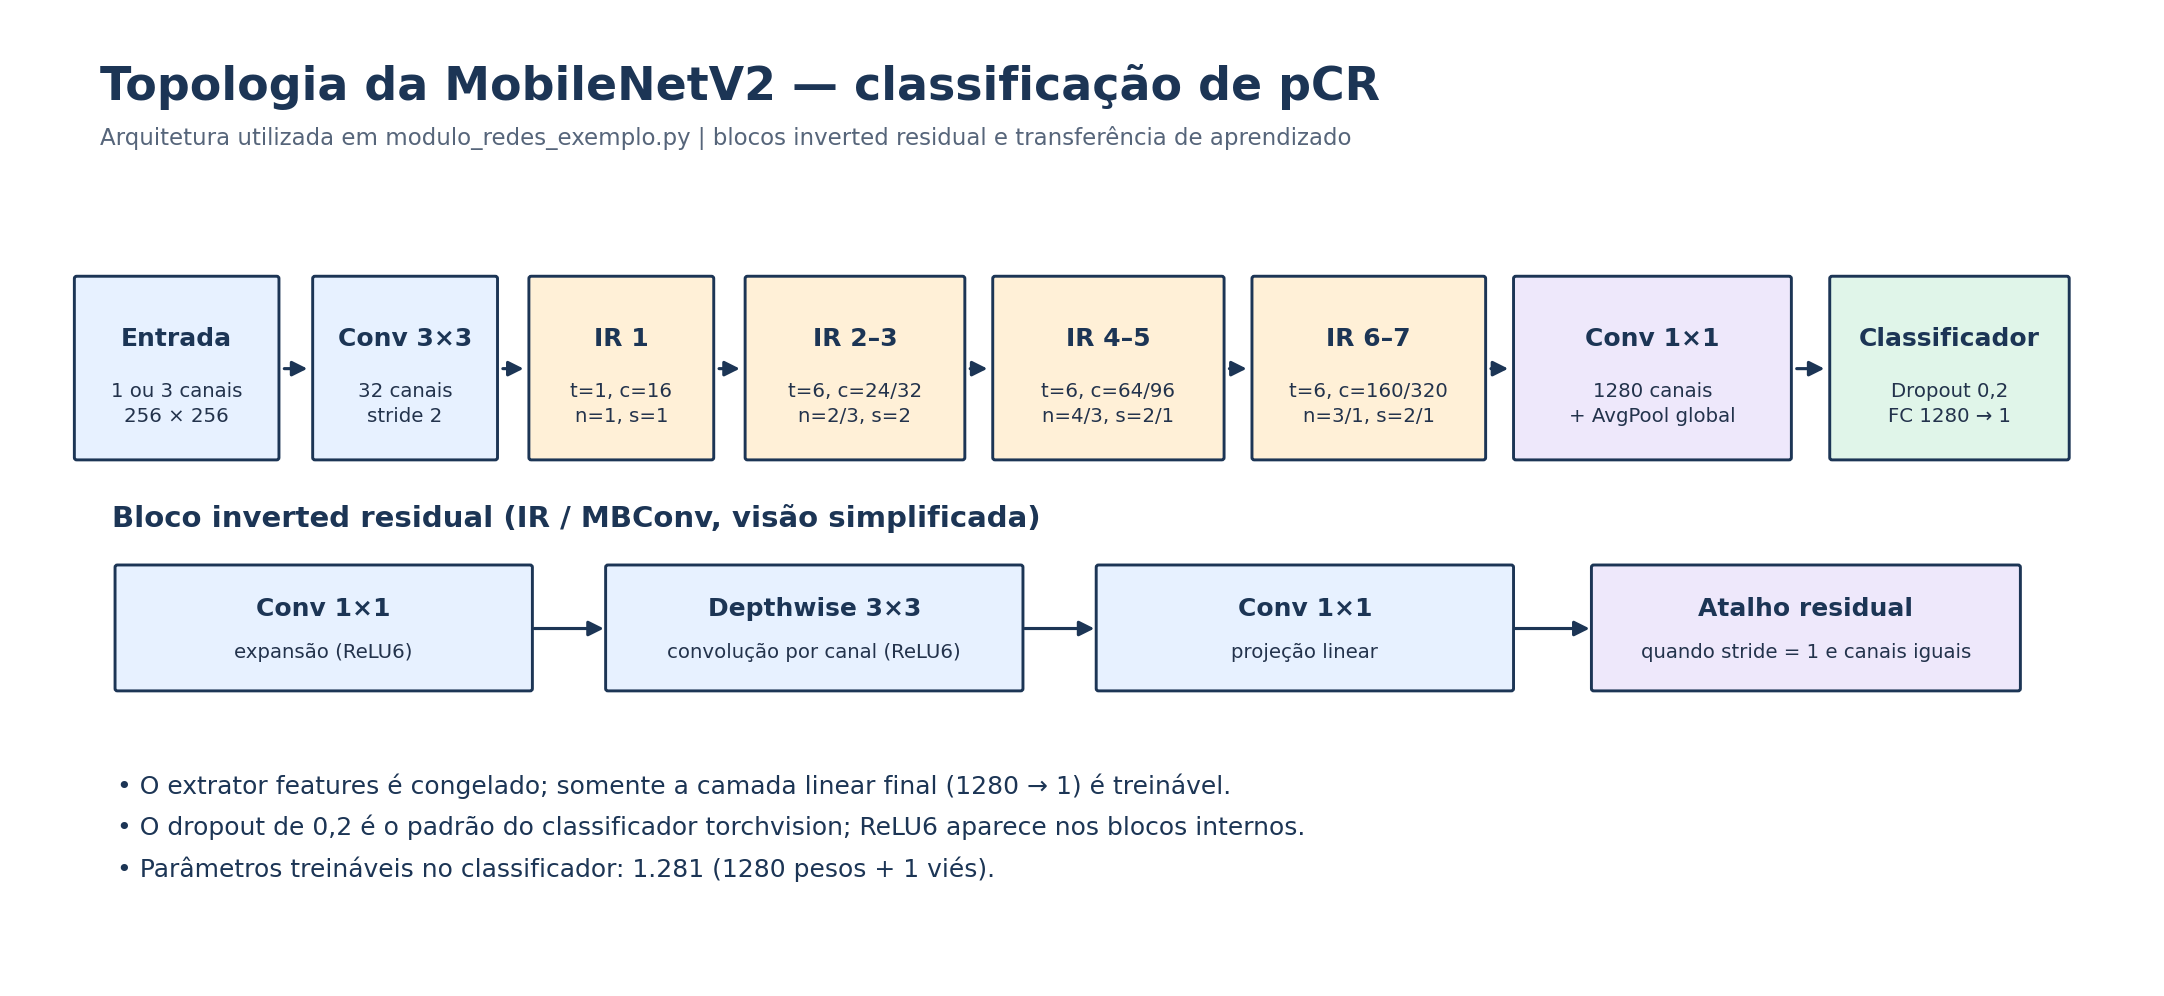 Topologia da MobileNetV2 — classificação de pCR
Arquitetura utilizada em modulo_redes_exemplo.py | blocos inverted residual e transferência de aprendizado
Entrada
1 ou 3 canais
256 × 256
Conv 3×3
32 canais
stride 2
IR 1
t=1, c=16
n=1, s=1
IR 2–3
t=6, c=24/32
n=2/3, s=2
IR 4–5
t=6, c=64/96
n=4/3, s=2/1
IR 6–7
t=6, c=160/320
n=3/1, s=2/1
Conv 1×1
1280 canais
+ AvgPool global
Classificador
Dropout 0,2
FC 1280 → 1
Bloco inverted residual (IR / MBConv, visão simplificada)
Conv 1×1
expansão (ReLU6)
Depthwise 3×3
convolução por canal (ReLU6)
Conv 1×1
projeção linear
Atalho residual
quando stride = 1 e canais iguais
• O extrator features é congelado; somente a camada linear final (1280 → 1) é treinável.
• O dropout de 0,2 é o padrão do classificador torchvision; ReLU6 aparece nos blocos internos.
• Parâmetros treináveis no classificador: 1.281 (1280 pesos + 1 viés).